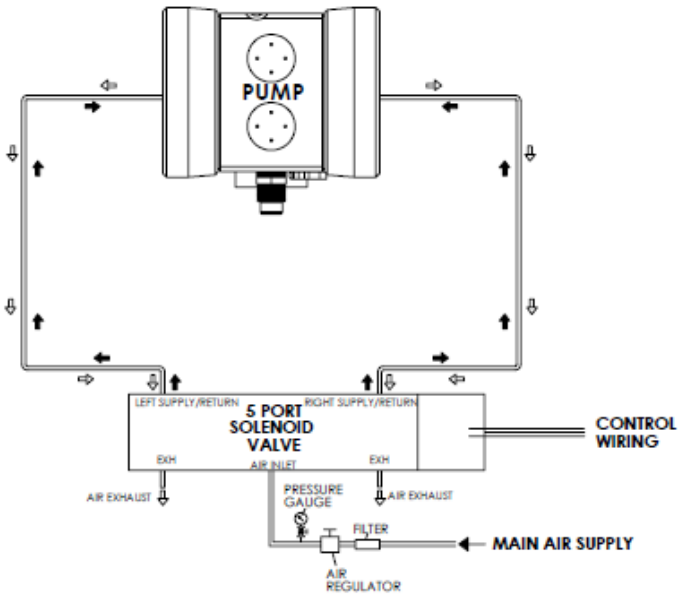 PUMP
LEFT SUPPLY/RETURN
RIGHT SUPPLY/RETURN
5 PORT
SOLENOID
VALVE
CONTROL
WIRING
EXH
AIR INLET
EXH
AIR EXHAUST
PRESSURE
GAUGE
AIR EXHAUST
FILTER
MAIN AIR SUPPLY
AIR
REGULATOR